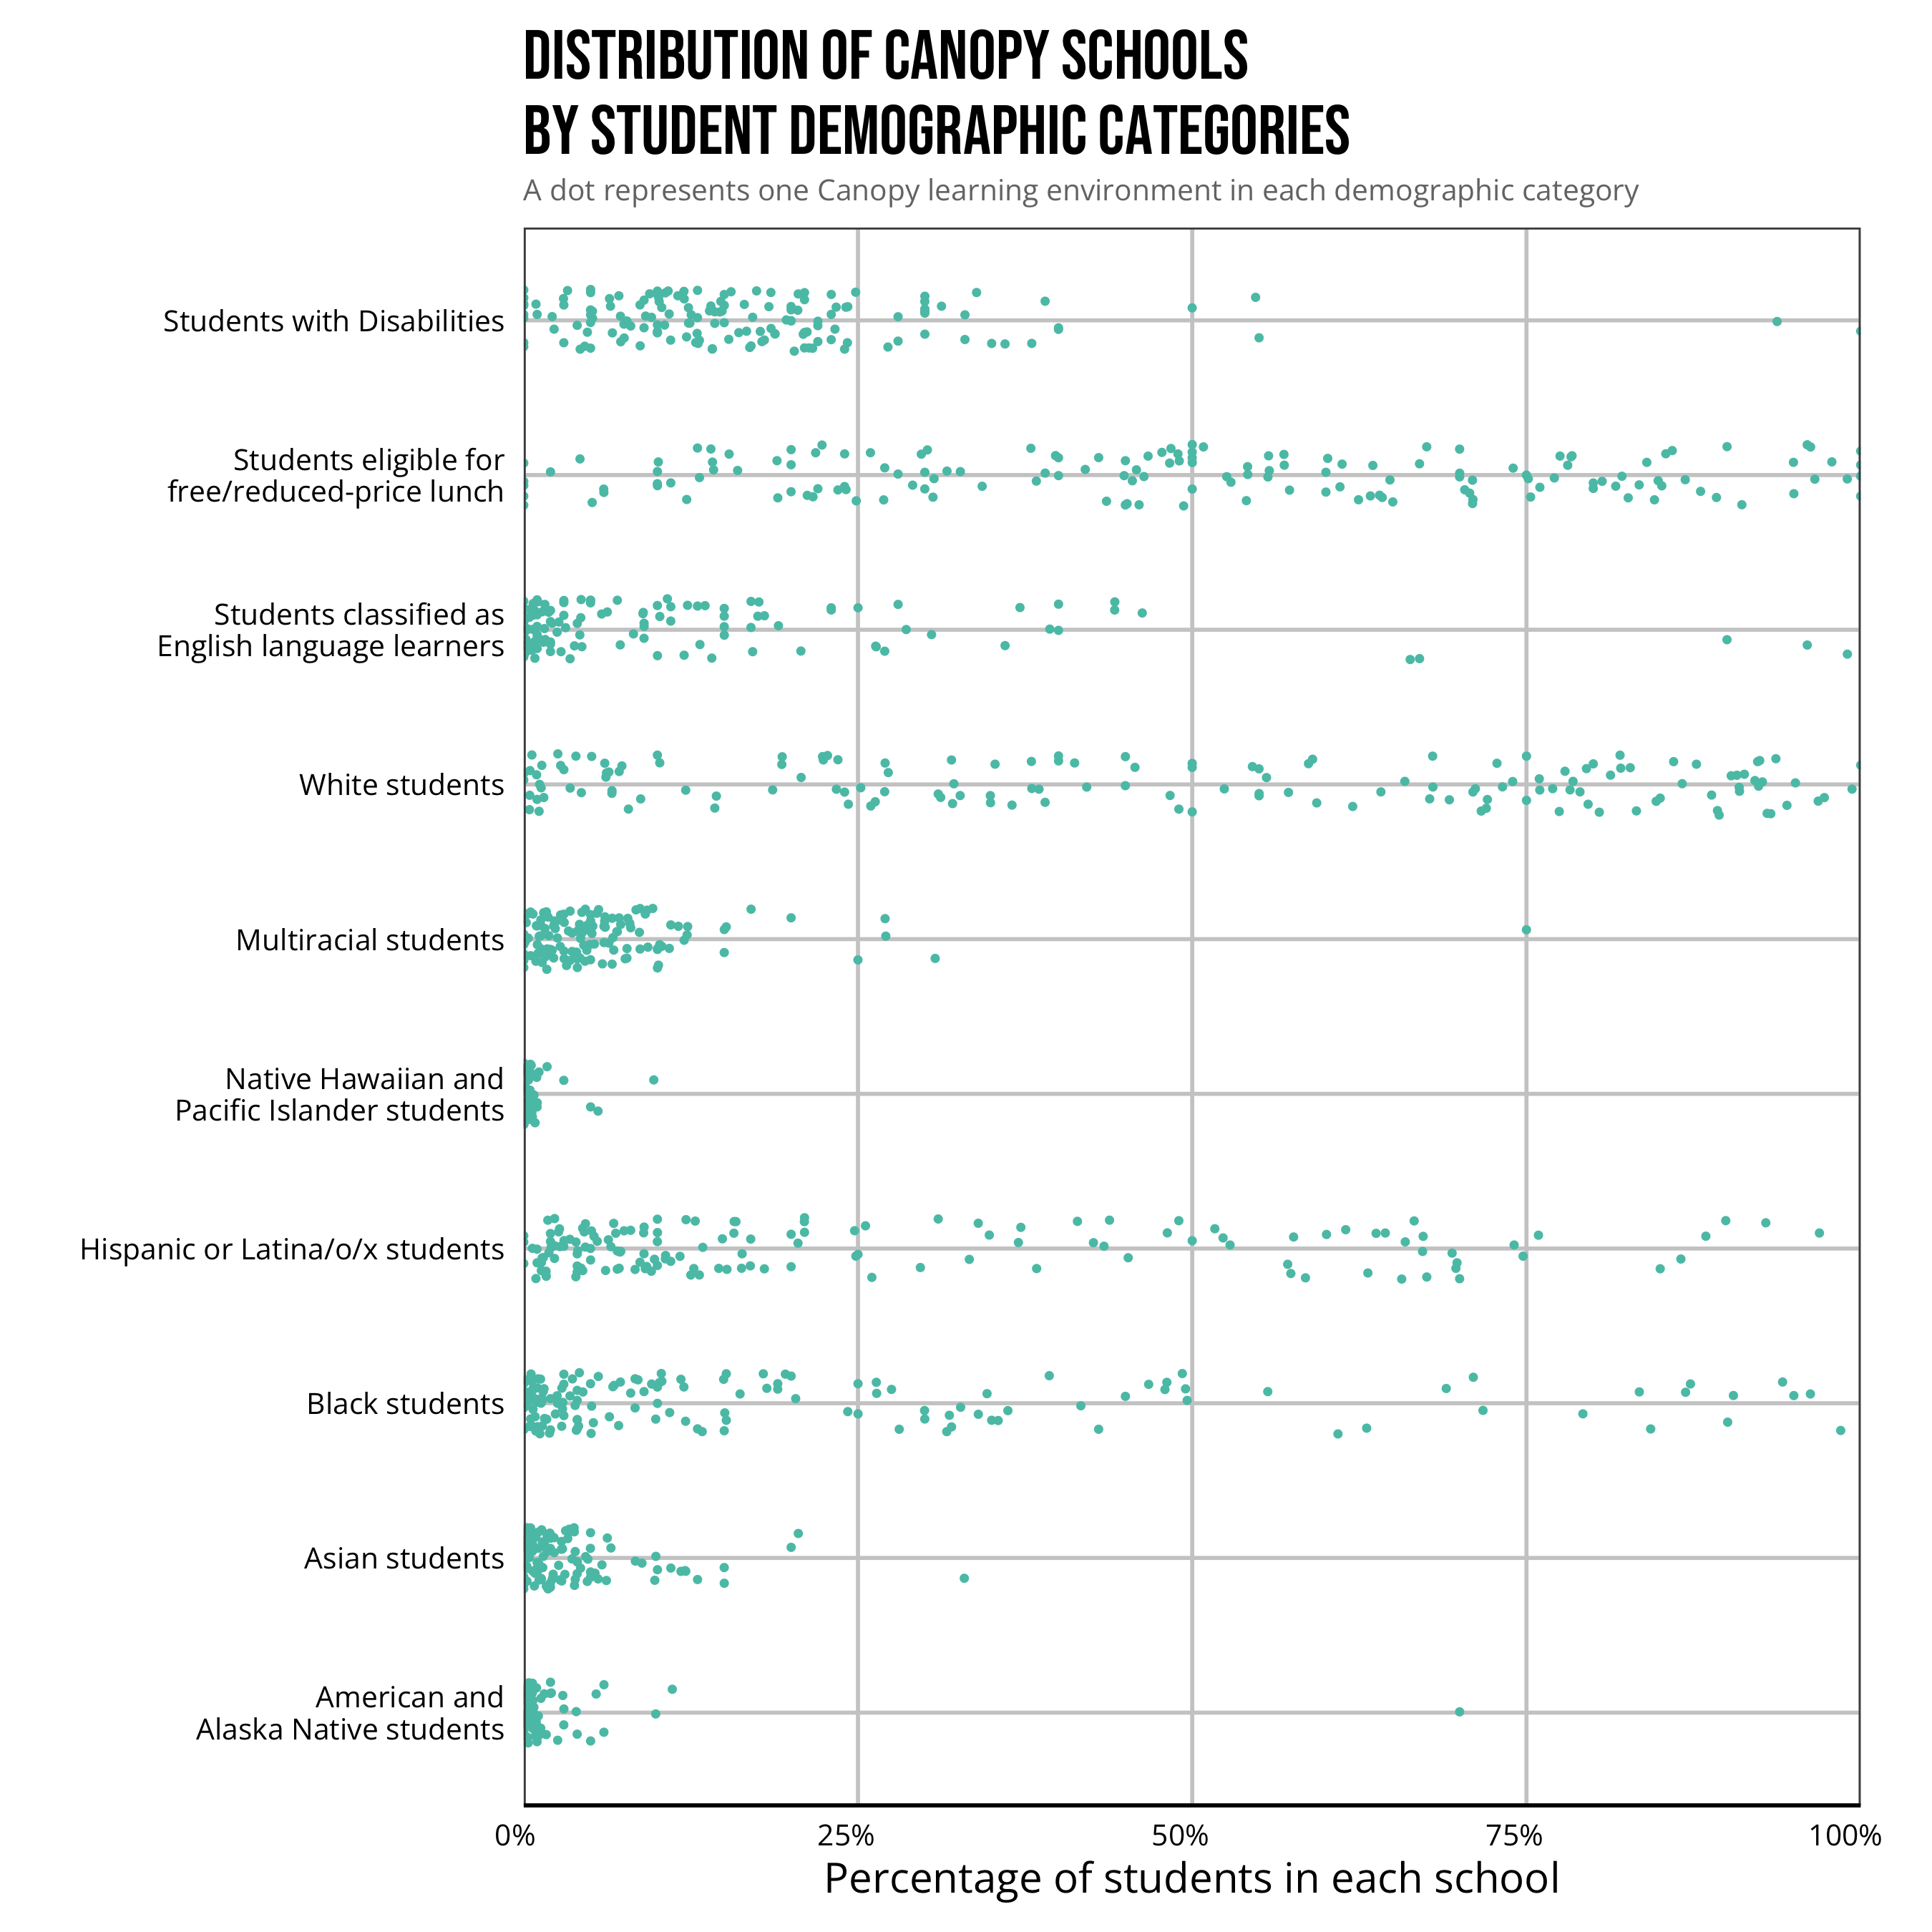 DISTRIBUTION OF CANOPY SCHOOLS
BY STUDENT DEMOGRAPHIC CATEGORIES
A dot represents one Canopy learning environment in each demographic category
Students with Disabilities
Students eligible for
free/reduced-price lunch
Students classified as
English language learners
White students
Multiracial students
Native Hawaiian and
Pacific Islander students
Hispanic or Latina/o/x students
Black students
Asian students
American and
Alaska Native students
0% 25% 50% 75% 100%
Percentage of students in each school